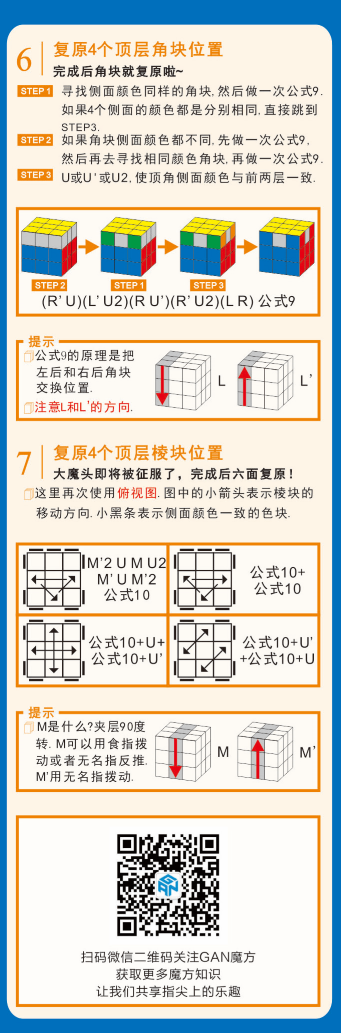 6 复原4个顶层角块位置
完成后角块就复原啦~
STEP 1 寻找侧面颜色同样的角块,然后做一次公式9.
如果4个侧面的颜色都是分别相同,直接跳到
STEP3.
STEP 2 如果角块侧面颜色都不同,先做一次公式9,
然后再去寻找相同颜色角块,再做一次公式9.
STEP 3 U或U'或U2,使顶角侧面颜色与前两层一致.
STEP 2 STEP 1 STEP 3
(R' U)(L' U2)(R U')(R' U2)(L R) 公式9
提示
公式9的原理是把
左后和右后角块
交换位置.
注意L和L'的方向.
L L'
7 复原4个顶层棱块位置
大魔头即将被征服了，完成后六面复原！
这里再次使用俯视图.图中的小箭头表示棱块的
移动方向.小黑条表示侧面颜色一致的色块.
M'2 U M U2
M' U M'2
公式10
公式10+
公式10
公式10+U+
公式10+U'
公式10+U'
+公式10+U
提示
M是什么?夹层90度
转. M可以用食指拨
动或者无名指反推.
M'用无名指拨动.
M M'
扫码微信二维码关注GAN魔方
获取更多魔方知识
让我们共享指尖上的乐趣